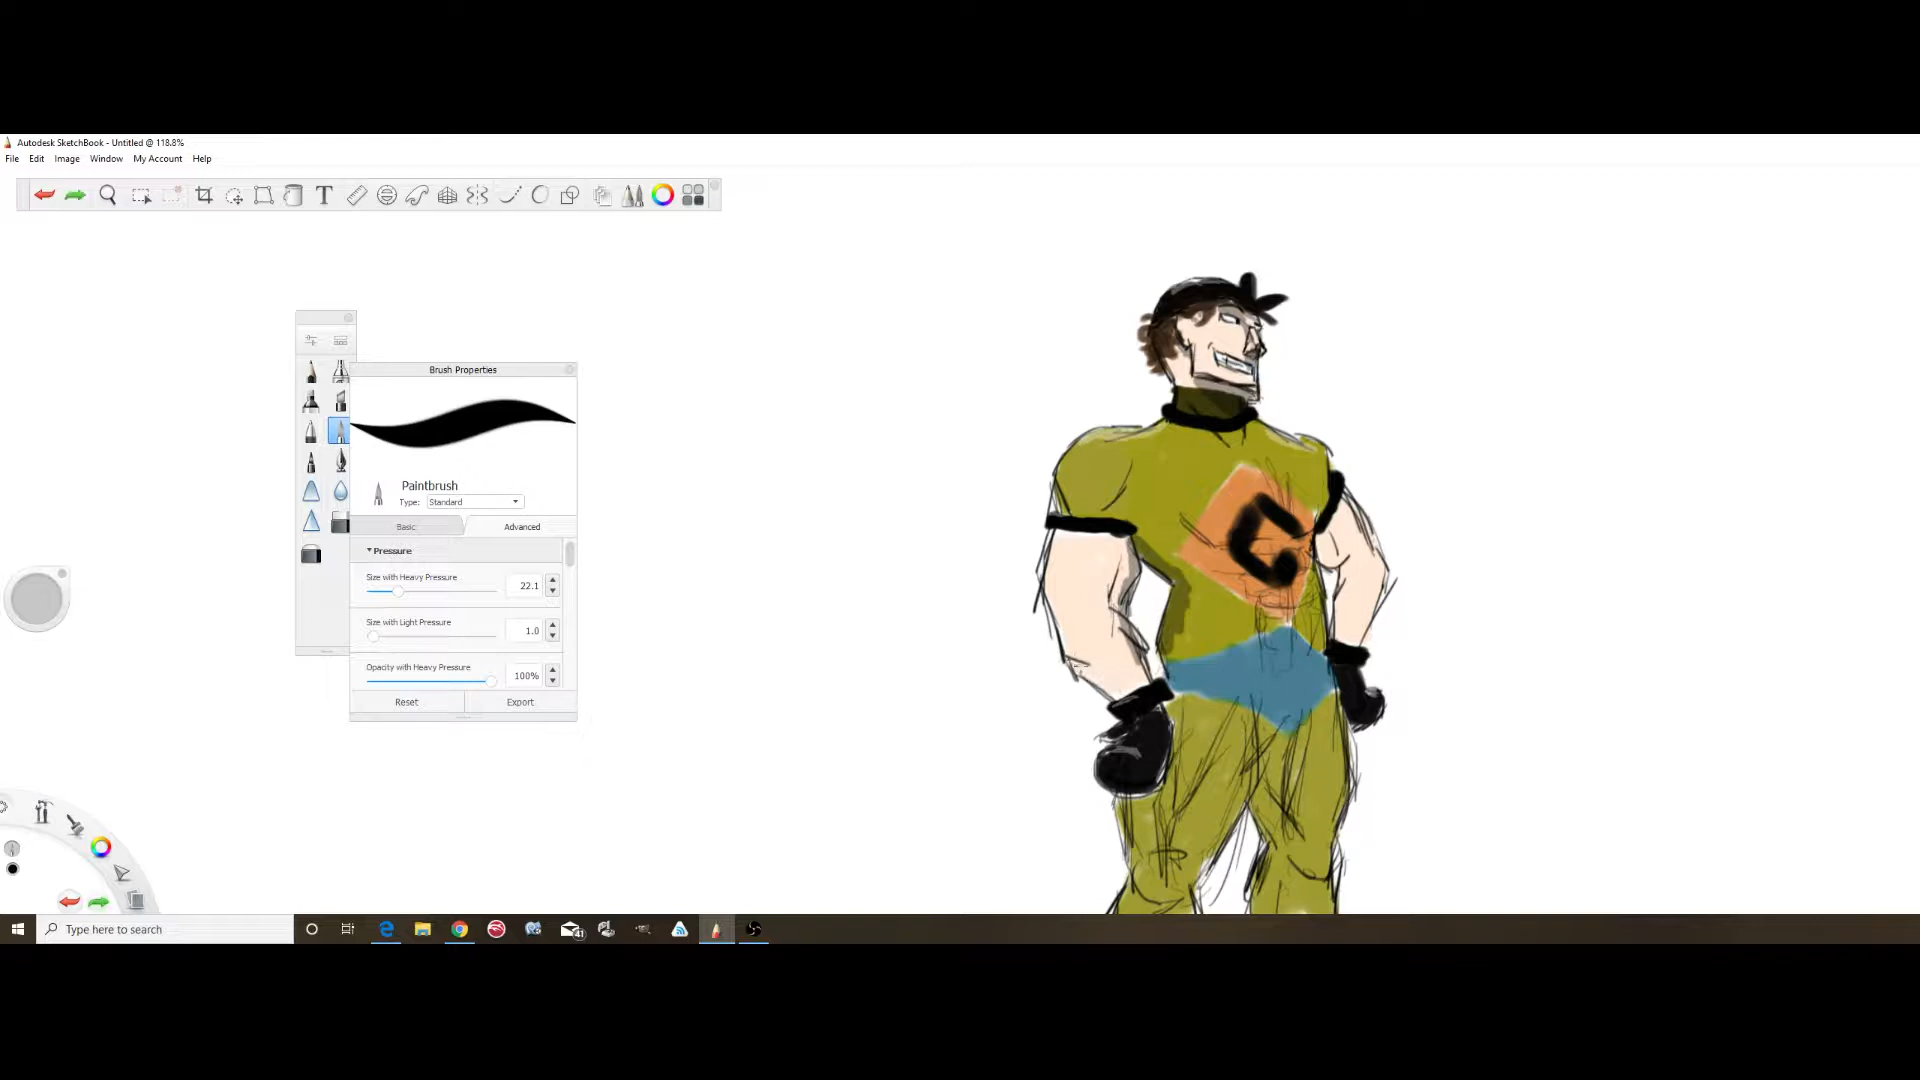 Autodesk SketchBook - Untitled @ 118.8%
File Edit Image Window My Account Help
T
Brush Properties
Paintbrush
Type: Standard
Basic Advanced
Pressure
Size with Heavy Pressure
22.1
Size with Light Pressure
1.0
Opacity with Heavy Pressure
100%
Reset Export
G
Type here to search
41